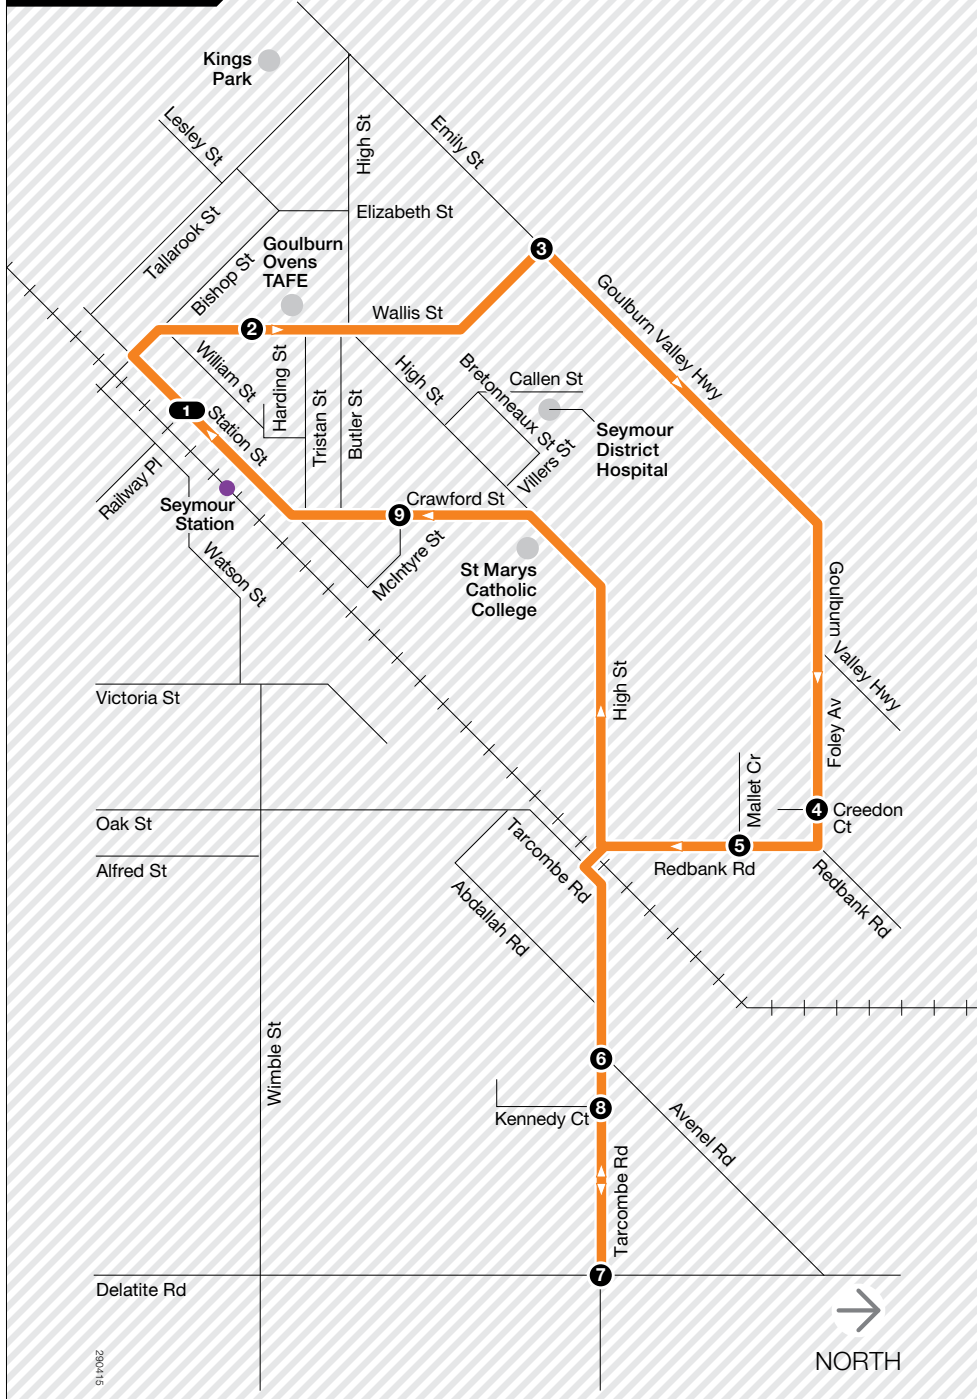 Kings
Park
Lesley St
High St
Emily St
Tallarook St
Elizabeth St
Bishop St
Goulburn
Ovens
TAFE
3
Goulburn Valley Hwy
2
Wallis St
William St
Harding St
Tristan St
Butler St
High St
Bretonneaux St
Callen St
Villers St
Seymour
District
Hospital
1
Station St
Railway Pl
Seymour
Station
Crawford St
9
McIntyre St
Watson St
St Marys
Catholic
College
Goulburn
Valley Hwy
Victoria St
High St
Foley Av
Mallet Cr
4
Creedon
Ct
Oak St
Alfred St
Tarcombe Rd
5
Redbank Rd
Redbank Rd
Abdallah Rd
Wimble St
6
8
Kennedy Ct
Avenel Rd
Tarcombe Rd
7
Delatite Rd
NORTH
290415